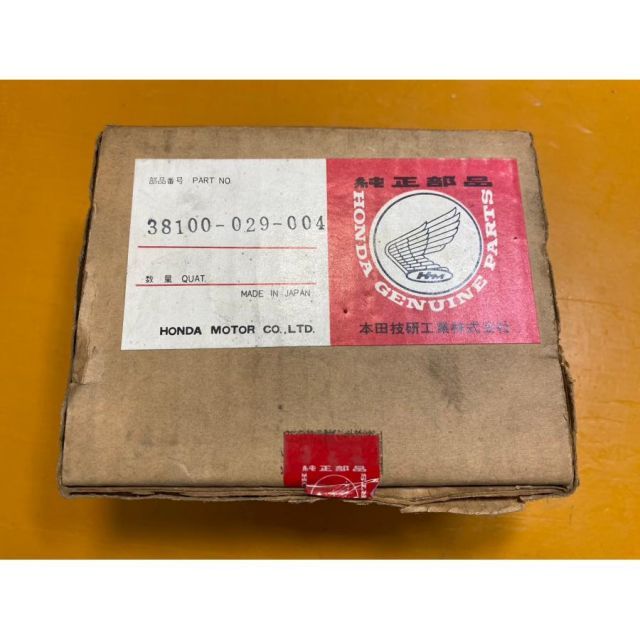 部品番号 PART NO
38100-029-004
数量 QUAT.
MADE IN JAPAN
HONDA MOTOR CO.,LTD.
純正部品
HONDA GENUINE PARTS
HM
本田技研工業株式会社
純正部品